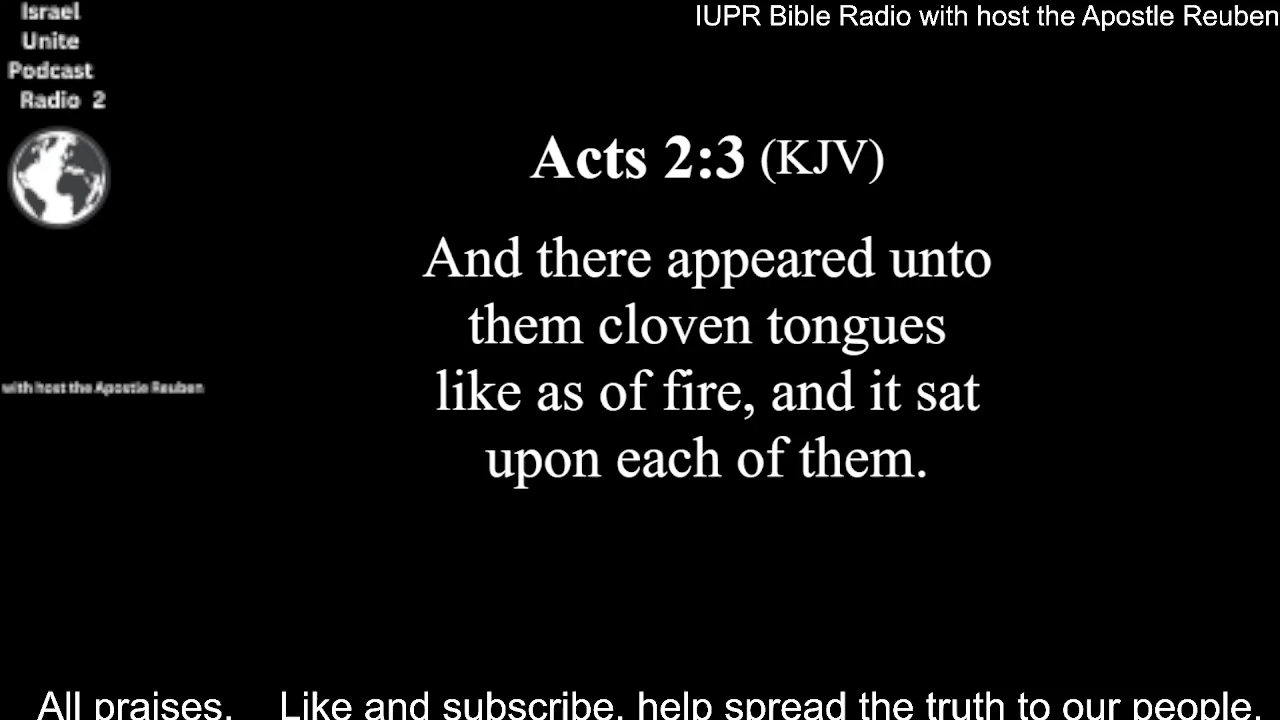 Israel
Unite
Podcast
Radio 2
IUPR Bible Radio with host the Apostle Reuben
Acts 2:3 (KJV)
And there appeared unto
them cloven tongues
like as of fire, and it sat
upon each of them.
with host the Apostle Reuben
All praises. Like and subscribe, help spread the truth to our people.